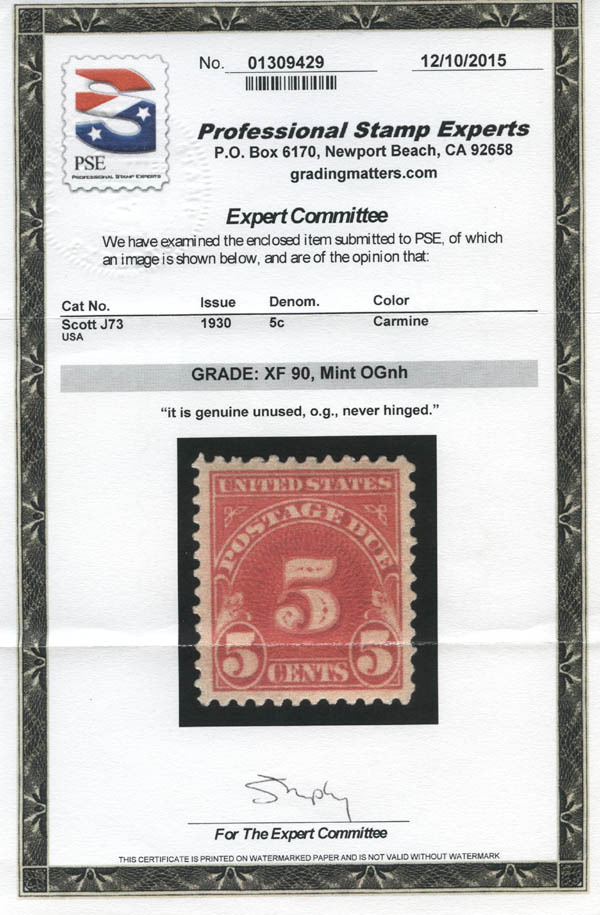 No. 01309429 12/10/2015
PSE
PROFESSIONAL STAMP EXPERTS
Professional Stamp Experts
P.O. Box 6170, Newport Beach, CA 92658
gradingmatters.com
Expert Committee
We have examined the enclosed item submitted to PSE, of which
an image is shown below, and are of the opinion that:
Cat No. Issue Denom. Color
Scott J73 1930 5c Carmine
USA
GRADE: XF 90, Mint OGnh
“it is genuine unused, o.g., never hinged.”
UNITED STATES
POSTAGE DUE
5
5 CENTS 5
For The Expert Committee
THIS CERTIFICATE IS PRINTED ON WATERMARKED PAPER AND IS NOT VALID WITHOUT WATERMARK